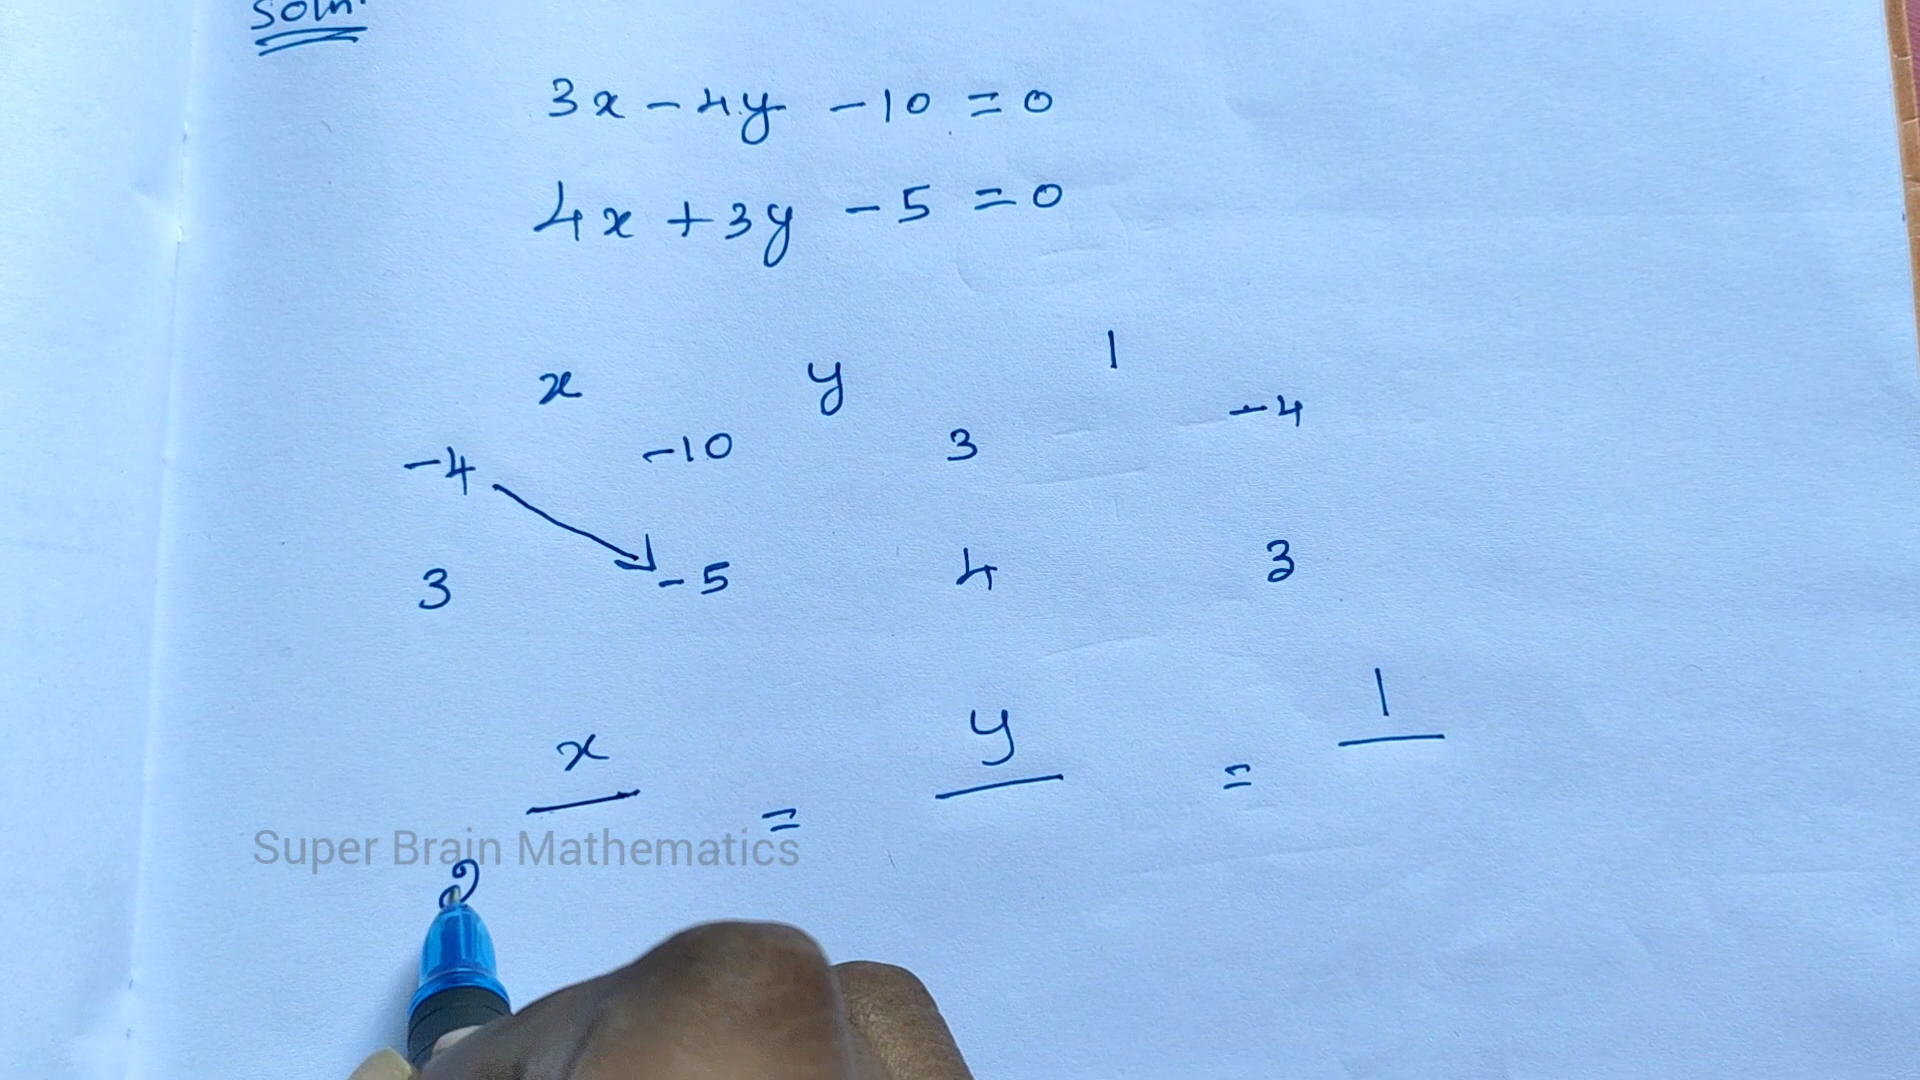 Soln.
3x - 4y - 10 = 0
4x + 3y - 5 = 0
x y 1
-4 -10 3 -4
3 -5 4 3
x = y = 1
Super Brain Mathematics
2